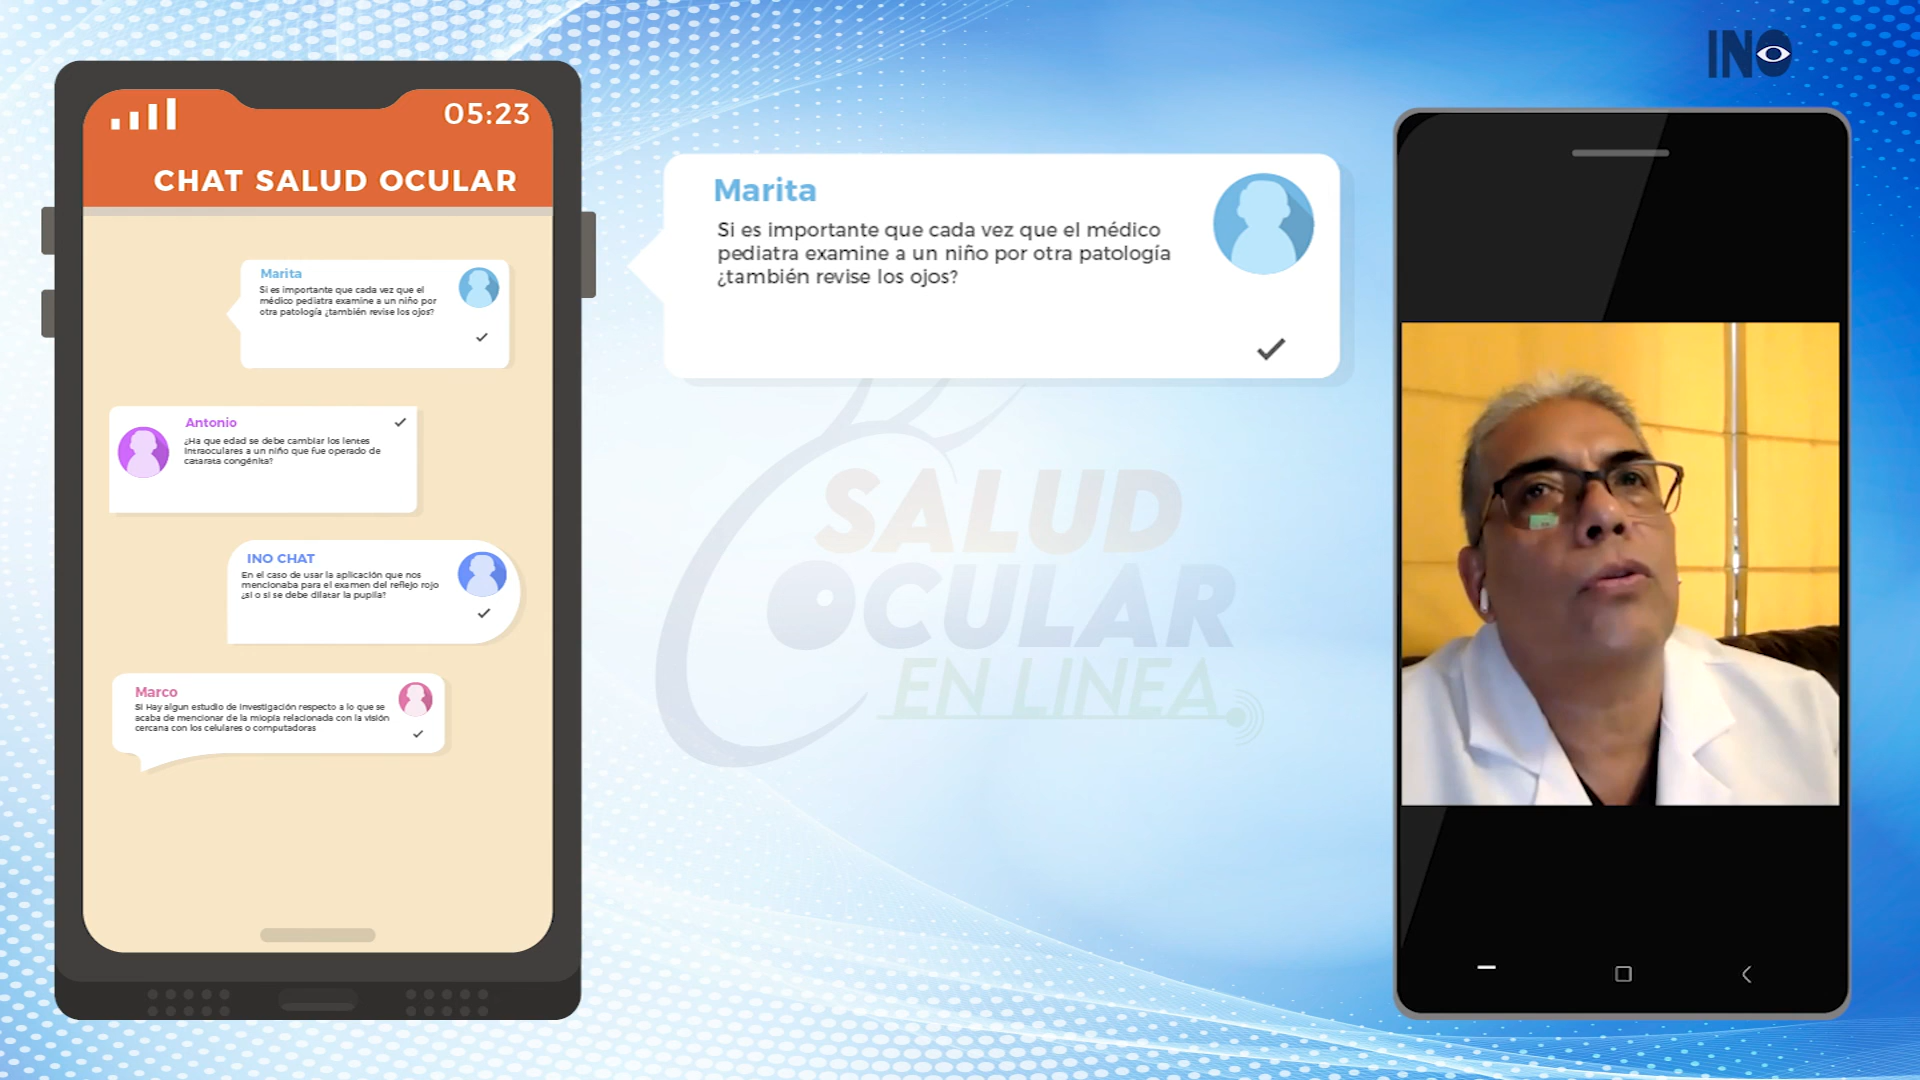 INO
05:23
CHAT SALUD OCULAR
Marita
Si es importante que cada vez que el
médico pediatra examine a un niño por
otra patología ¿también revise los ojos?
Antonio
¿Ha que edad se debe cambiar los lentes
intraoculares a un niño que fue operado de
catarata congénita?
INO CHAT
En el caso de usar la aplicación que nos
mencionaba para el examen del reflejo rojo
¿si o si se debe dilatar la pupila?
Marco
Si Hay algun estudio de investigación respecto a lo que se
acaba de mencionar de la miopía relacionada con la visión
cercana con los celulares o computadoras
Marita
Si es importante que cada vez que el médico
pediatra examine a un niño por otra patología
¿también revise los ojos?
SALUD
OCULAR
EN LINEA